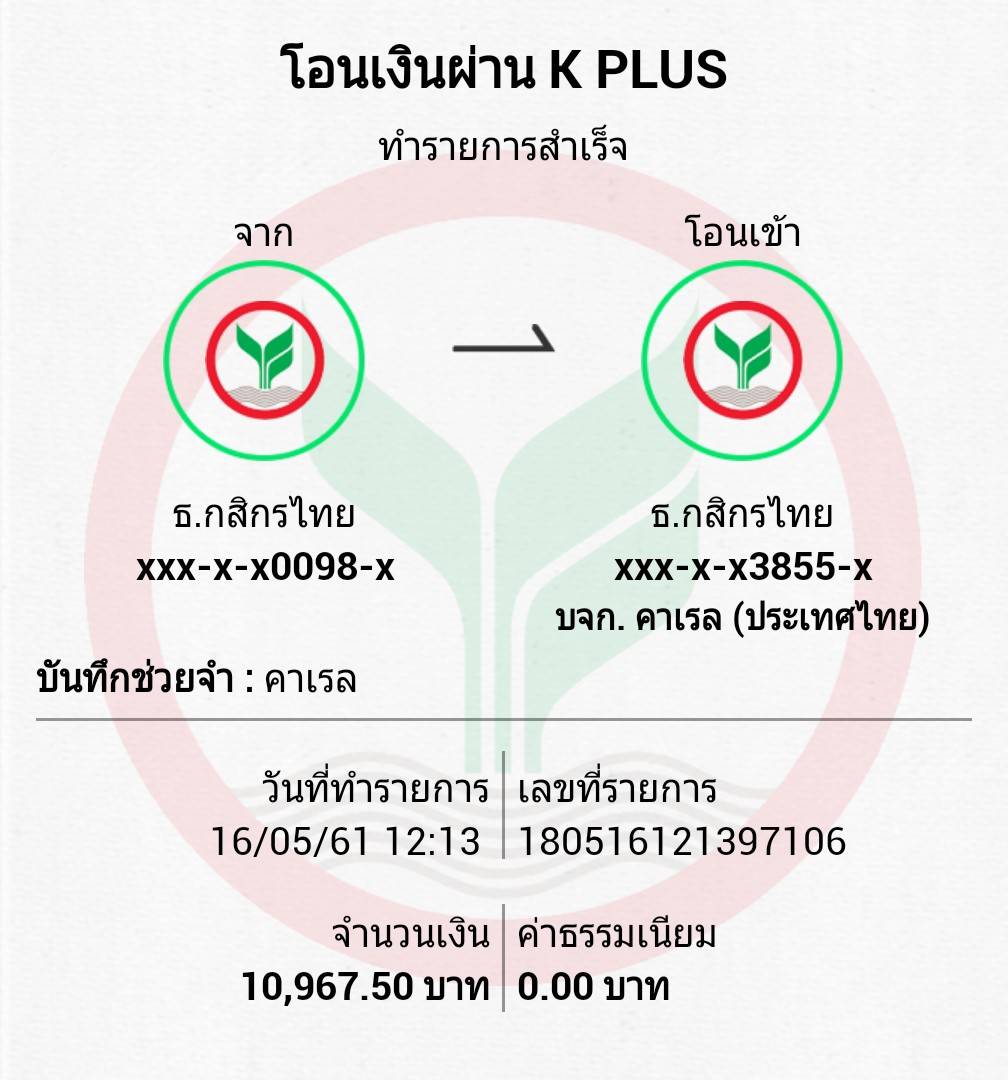 โอนเงินผ่าน K PLUS
ทำรายการสำเร็จ
จาก
โอนเข้า
ธ.กสิกรไทย
xxx-x-x0098-x
ธ.กสิกรไทย
xxx-x-x3855-x
บจก. คาเรล (ประเทศไทย)
บันทึกช่วยจำ : คาเรล
วันที่ทำรายการ
16/05/61 12:13
เลขที่รายการ
180516121397106
จำนวนเงิน
10,967.50 บาท
ค่าธรรมเนียม
0.00 บาท